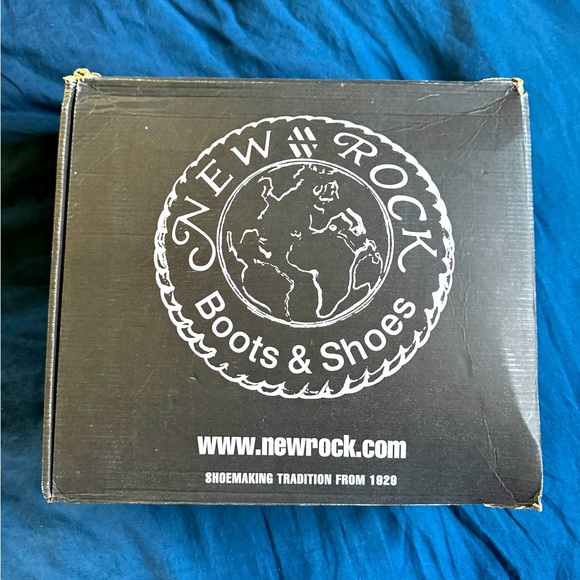 NEW ROCK
Boots & Shoes
www.newrock.com
SHOEMAKING TRADITION FROM 1929